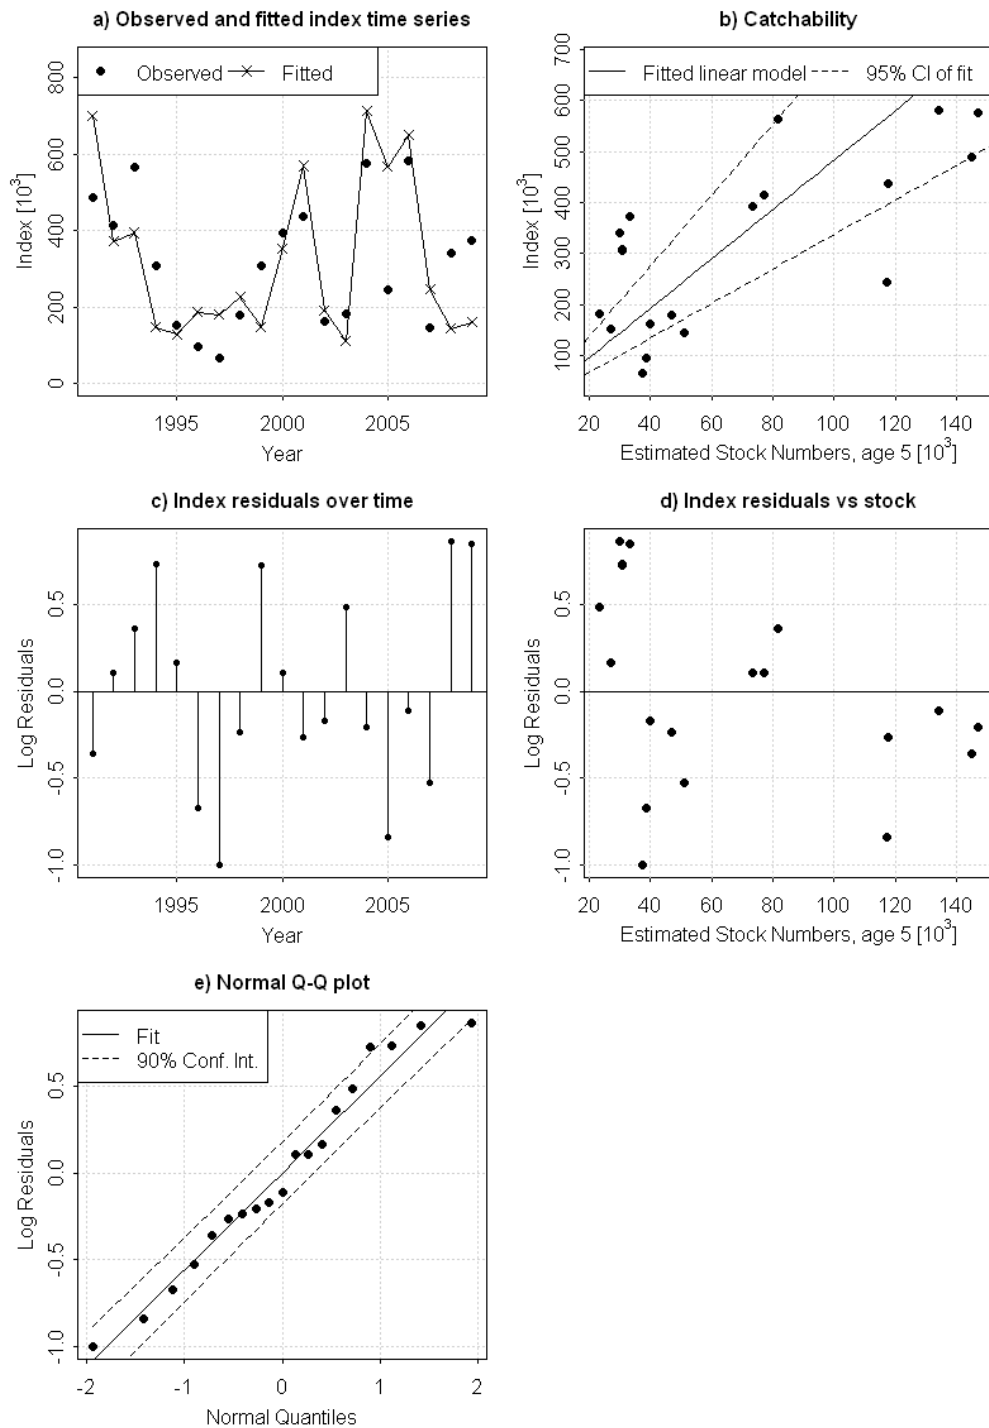 a) Observed and fitted index time series
Observed Fitted
Index [10³]
0 200 400 600 800
1995 2000 2005
Year
b) Catchability
Fitted linear model 95% CI of fit
Index [10³]
100 200 300 400 500 600 700
20 40 60 80 100 120 140
Estimated Stock Numbers, age 5 [10³]
c) Index residuals over time
Log Residuals
-1.0 -0.5 0.0 0.5
1995 2000 2005
Year
d) Index residuals vs stock
Log Residuals
-1.0 -0.5 0.0 0.5
20 40 60 80 100 120 140
Estimated Stock Numbers, age 5 [10³]
e) Normal Q-Q plot
Fit
90% Conf. Int.
Log Residuals
-1.0 -0.5 0.0 0.5
-2 -1 0 1 2
Normal Quantiles